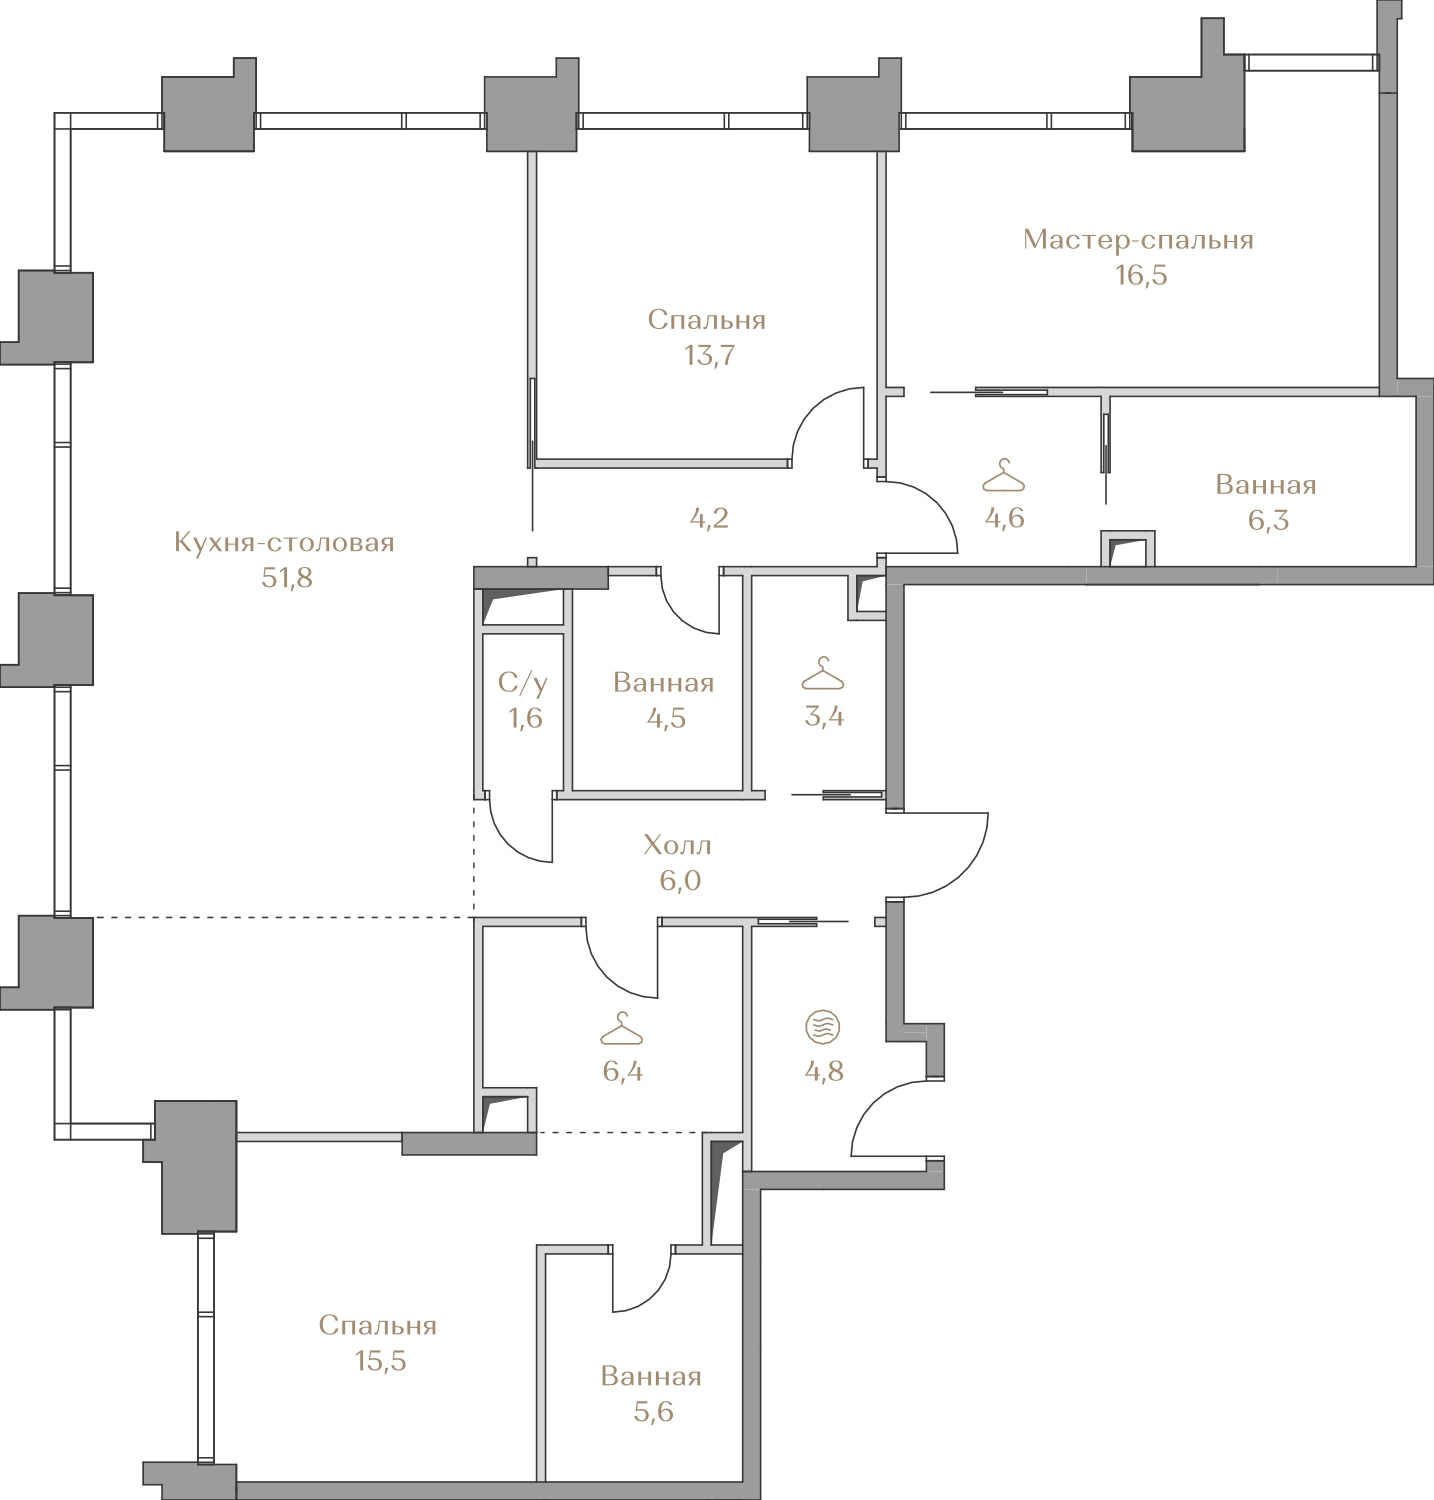 Мастер-спальня
16,5
Спальня
13,7
Ванная
6,3
4,6
4,2
Кухня-столовая
51,8
С/у
1,6
Ванная
4,5
3,4
Холл
6,0
6,4
4,8
Спальня
15,5
Ванная
5,6